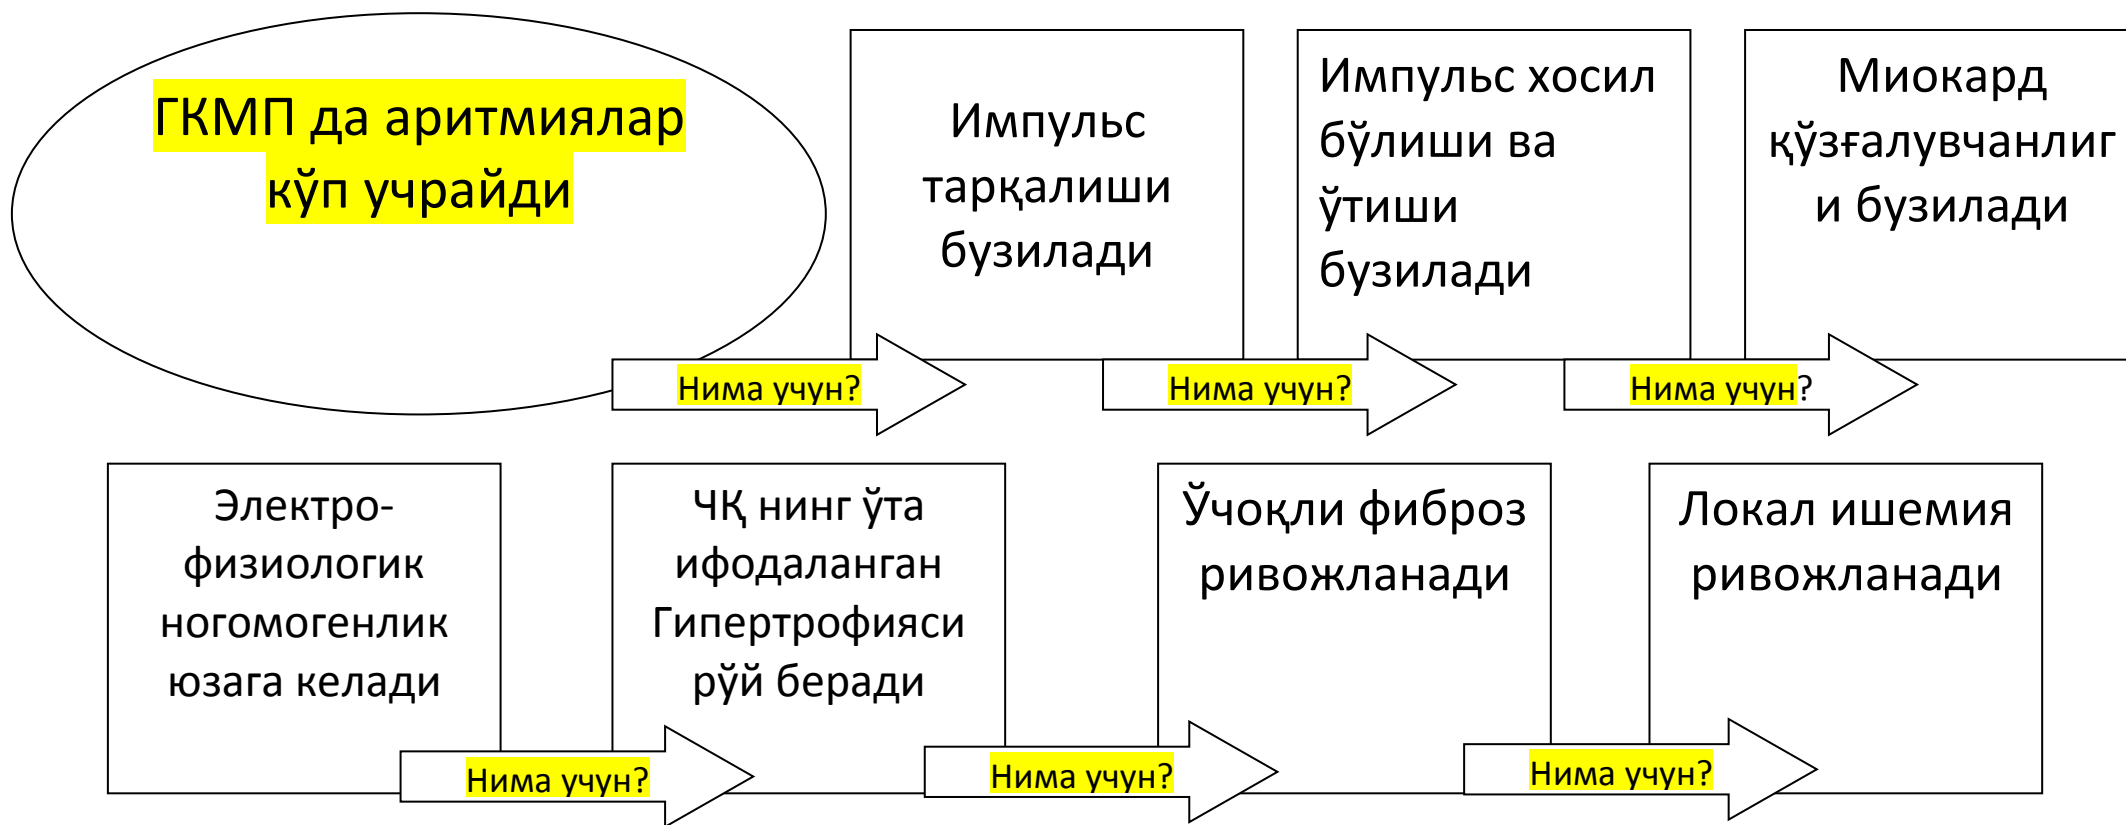 ГКМП да аритмиялар
кўп учрайди
Импульс
тарқалиши
бузилади
Импульс хосил
бўлиши ва
ўтиши
бузилади
Миокард
қўзғалувчанлиг
и бузилади
Нима учун?
Нима учун?
Нима учун?
Электро-
физиологик
ногомогенлик
юзага келади
ЧҚ нинг ўта
ифодаланган
Гипертрофияси
рўй беради
Ўчоқли фиброз
ривожланади
Локал ишемия
ривожланади
Нима учун?
Нима учун?
Нима учун?